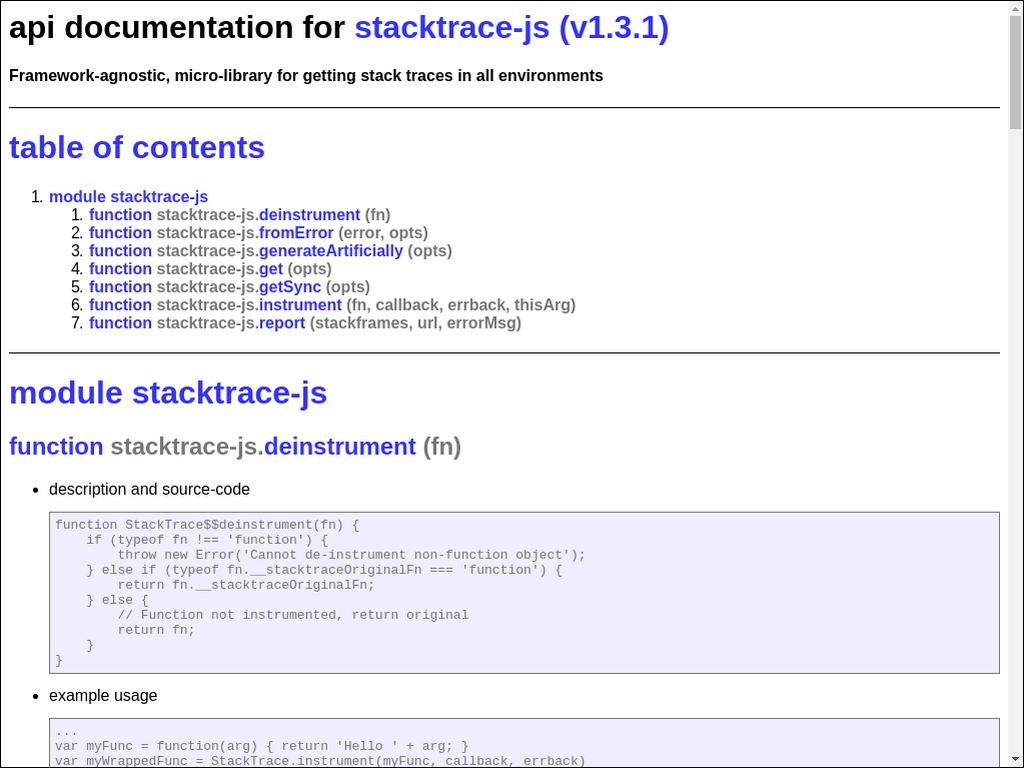 api documentation for stacktrace-js (v1.3.1)
Framework-agnostic, micro-library for getting stack traces in all environments
table of contents
1. module stacktrace-js
1. function stacktrace-js.deinstrument (fn)
2. function stacktrace-js.fromError (error, opts)
3. function stacktrace-js.generateArtificially (opts)
4. function stacktrace-js.get (opts)
5. function stacktrace-js.getSync (opts)
6. function stacktrace-js.instrument (fn, callback, errback, thisArg)
7. function stacktrace-js.report (stackframes, url, errorMsg)
module stacktrace-js
function stacktrace-js.deinstrument (fn)
• description and source-code
function StackTrace$$deinstrument(fn) {
    if (typeof fn !== 'function') {
        throw new Error('Cannot de-instrument non-function object');
    } else if (typeof fn.__stacktraceOriginalFn === 'function') {
        return fn.__stacktraceOriginalFn;
    } else {
        // Function not instrumented, return original
        return fn;
    }
}
• example usage
...
var myFunc = function(arg) { return 'Hello ' + arg; }
var myWrappedFunc = StackTrace.instrument(myFunc, callback, errback)